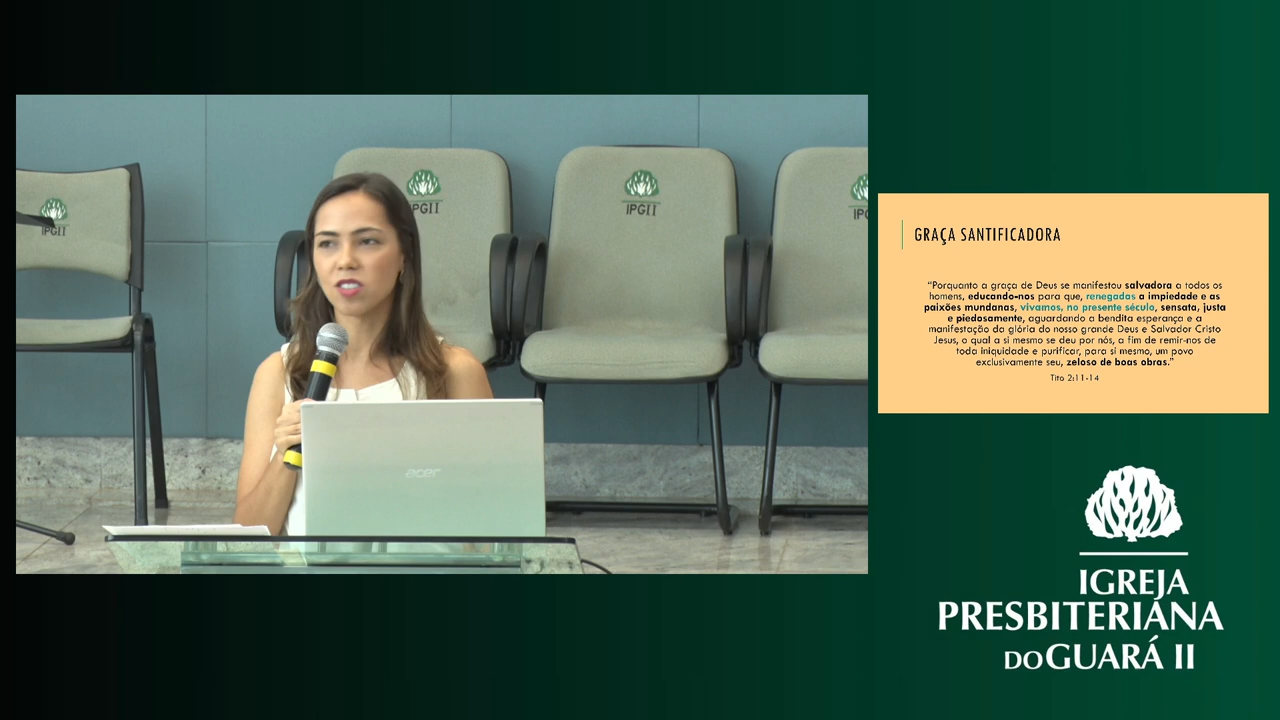 IPGII
IPGII
IPGII
IPG
acer
GRAÇA SANTIFICADORA
“Porquanto a graça de Deus se manifestou salvadora a todos os
homens, educando-nos para que, renegadas a impiedade e as
paixões mundanas, vivamos, no presente século, sensata, justa
e piedosamente, aguardando a bendita esperança e a
manifestação da glória do nosso grande Deus e Salvador Cristo
Jesus, o qual a si mesmo se deu por nós, a fim de remir-nos de
toda iniquidade e purificar, para si mesmo, um povo
exclusivamente seu, zeloso de boas obras.”
Tito 2:11-14
IGREJA
PRESBITERIANA
DO GUARÁ II